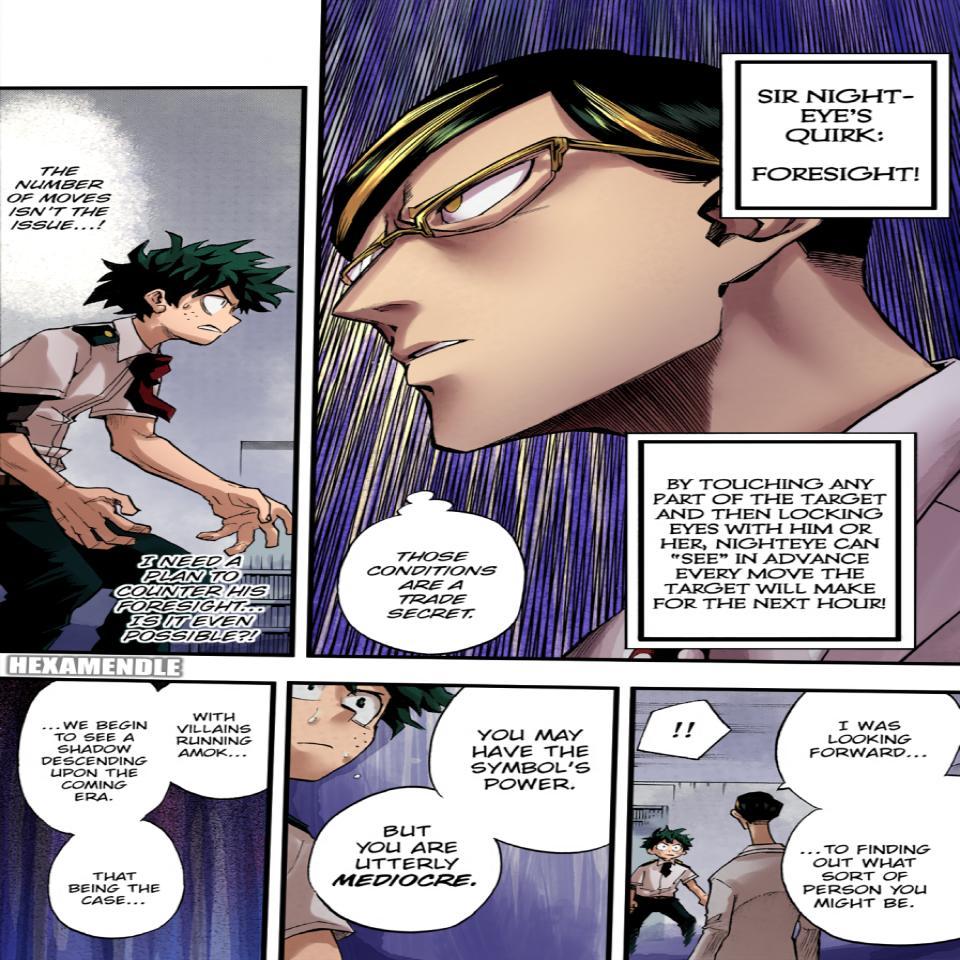 SIR NIGHT-
EYE'S
QUIRK:
FORESIGHT!
BY TOUCHING ANY
PART OF THE TARGET
AND THEN LOCKING
EYES WITH HIM OR
HER, NIGHTEYE CAN
"SEE" IN ADVANCE
EVERY MOVE THE
TARGET WILL MAKE
FOR THE NEXT HOUR!
THOSE
CONDITIONS
ARE A
TRADE
SECRET.
THE
NUMBER
OF MOVES
ISN'T THE
ISSUE...!
I NEED A
PLAN TO
COUNTER HIS
FORESIGHT...
IS IT EVEN
POSSIBLE?!
HEXAMENDLE
I WAS
LOOKING
FORWARD...
!!
...TO FINDING
OUT WHAT
SORT OF
PERSON YOU
MIGHT BE.
YOU MAY
HAVE THE
SYMBOL'S
POWER.
BUT
YOU ARE
UTTERLY
MEDIOCRE.
WITH
VILLAINS
RUNNING
AMOK...
...WE BEGIN
TO SEE A
SHADOW
DESCENDING
UPON THE
COMING
ERA.
THAT
BEING THE
CASE...